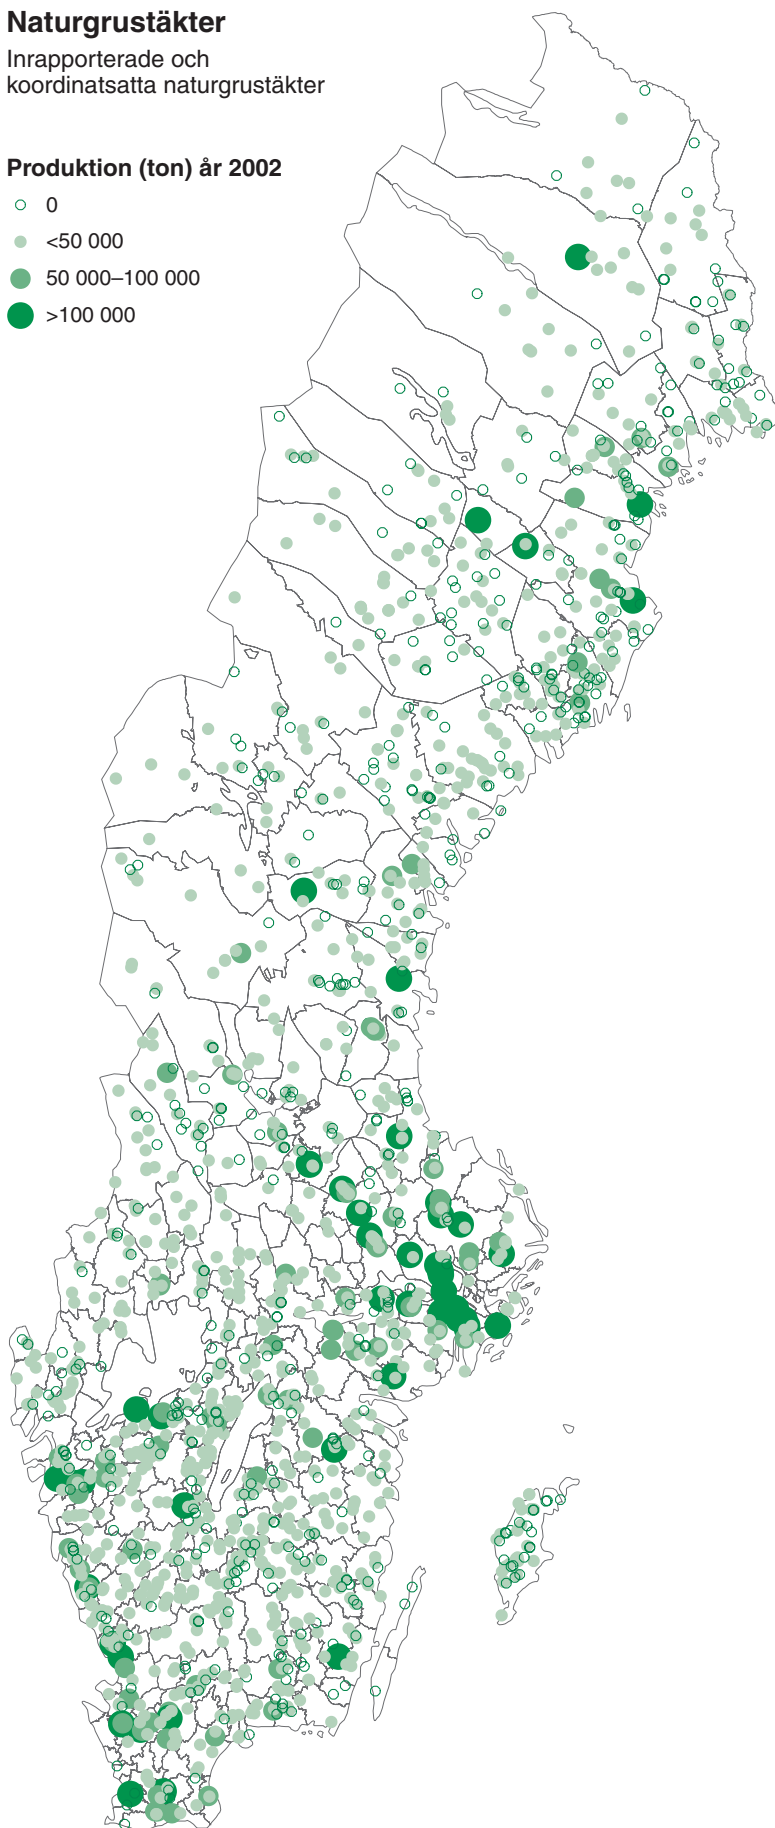 Naturgrustäkter
Inrapporterade och
koordinatsatta naturgrustäkter
Produktion (ton) år 2002
0
<50 000
50 000–100 000
>100 000